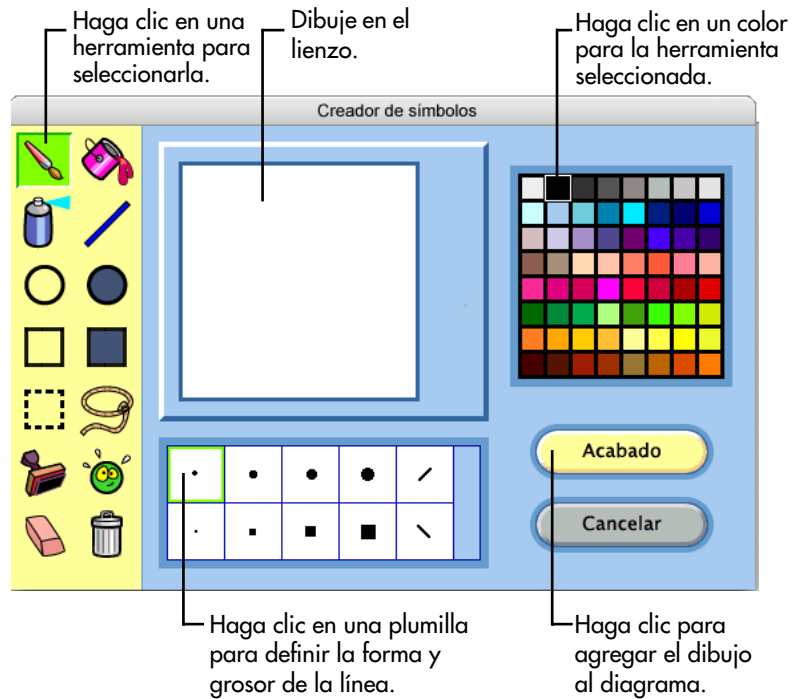 Haga clic en una
herramienta para
seleccionarla.
Dibuje en el
lienzo.
Haga clic en un color
para la herramienta
seleccionada.
Creador de símbolos
Acabado
Cancelar
Haga clic en una plumilla
para definir la forma y
grosor de la línea.
Haga clic para
agregar el dibujo
al diagrama.